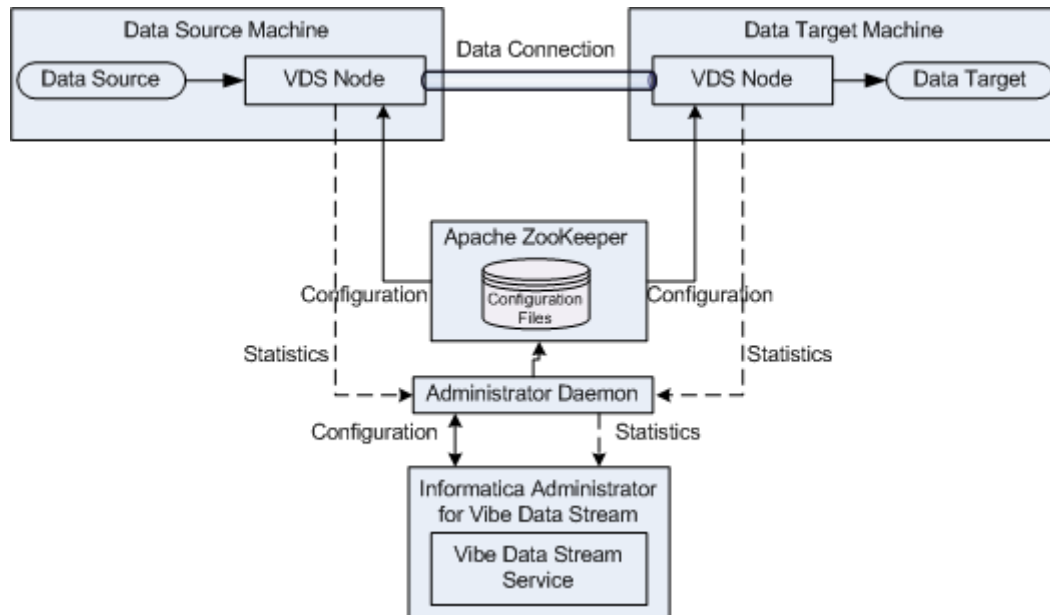 Data Source Machine
Data Connection
Data Target Machine
Data Source
VDS Node
VDS Node
Data Target
Apache ZooKeeper
Configuration
Files
Configuration
Configuration
Statistics
Statistics
Administrator Daemon
Configuration
Statistics
Informatica Administrator
for Vibe Data Stream
Vibe Data Stream
Service